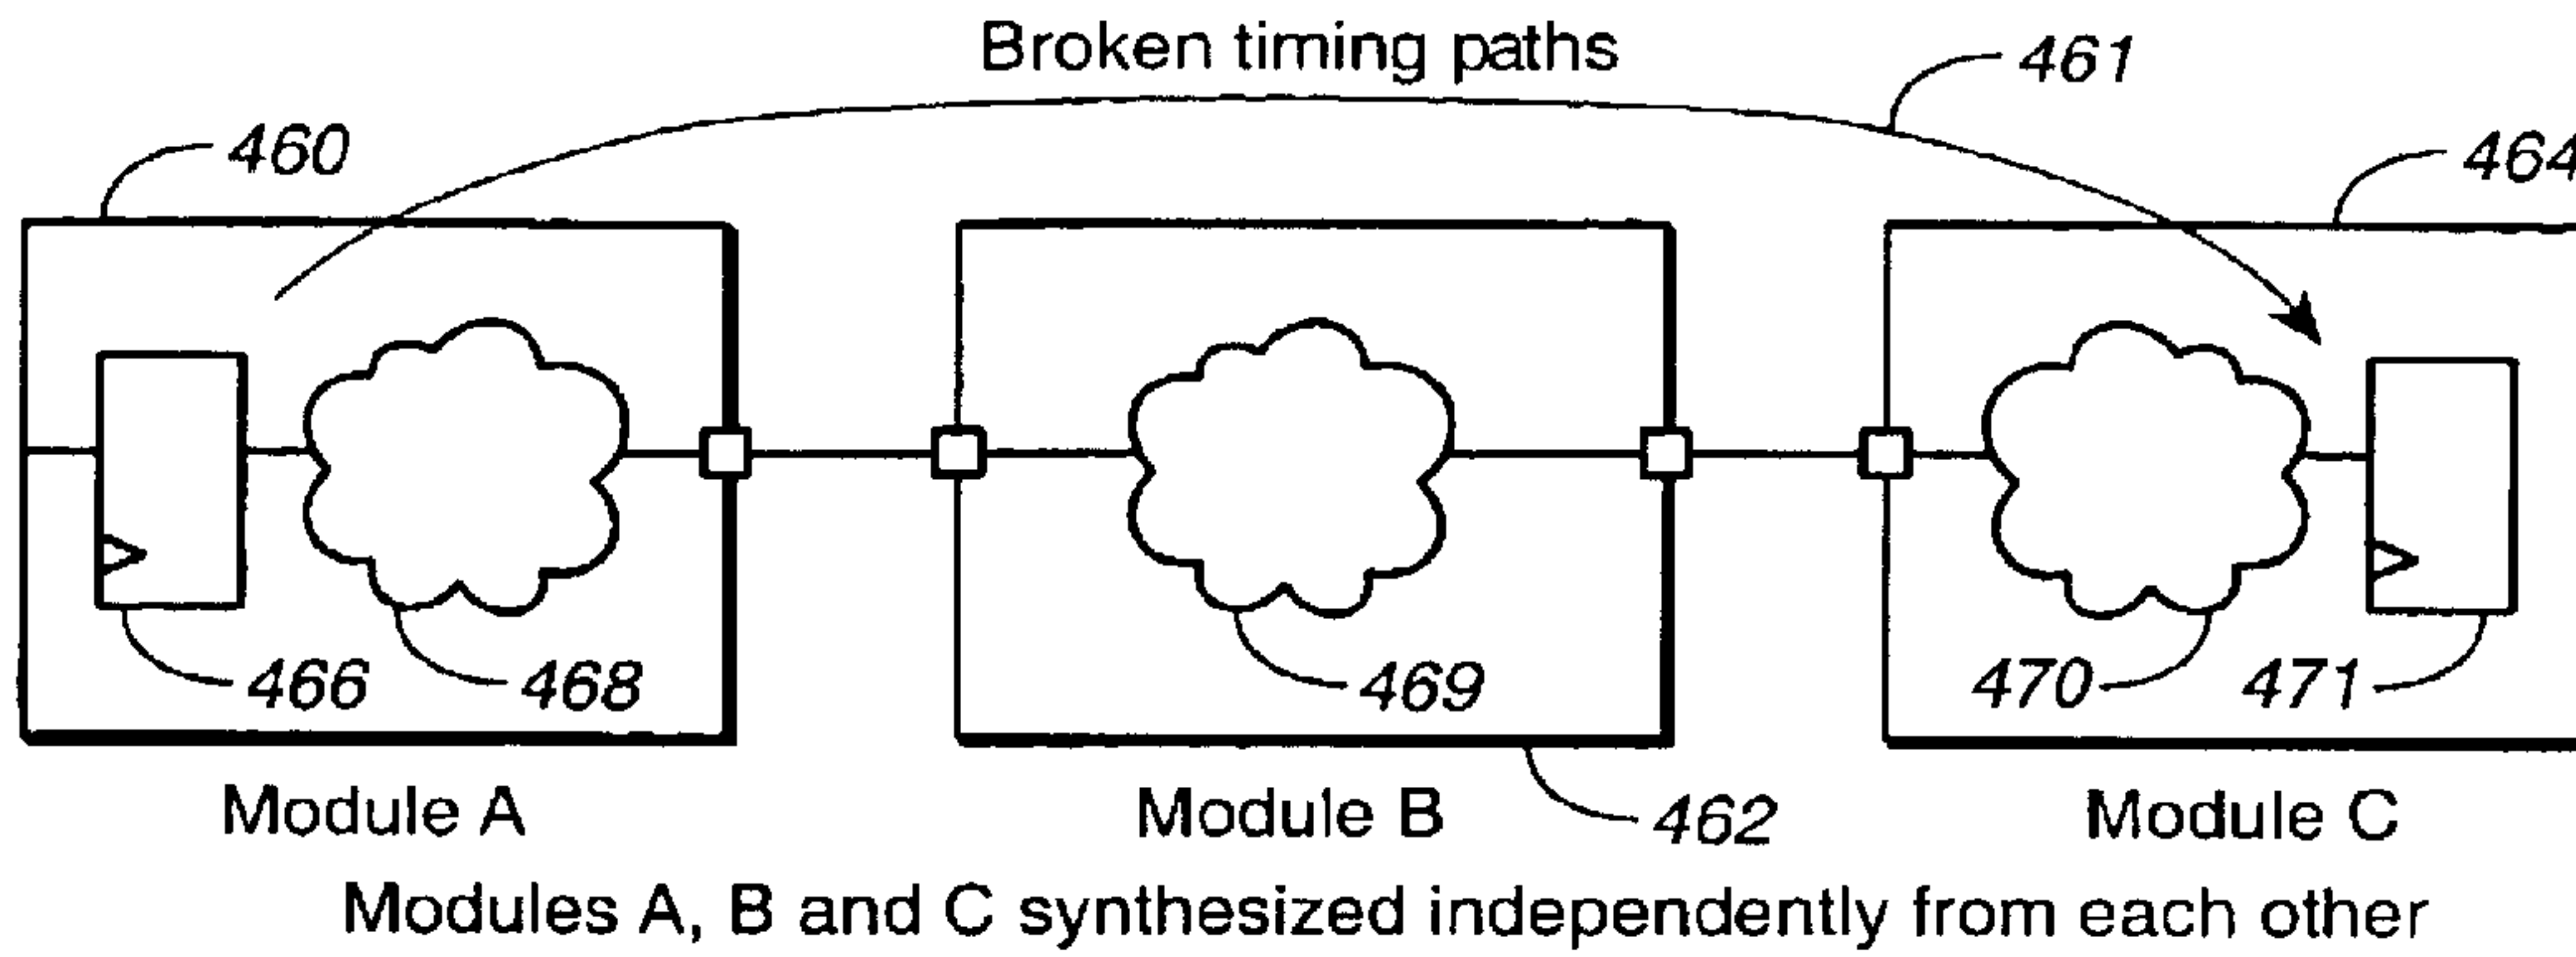 Broken timing paths
461
460
464
466
468
469
470
471
Module A
Module B
462
Module C
Modules A, B and C synthesized independently from each other